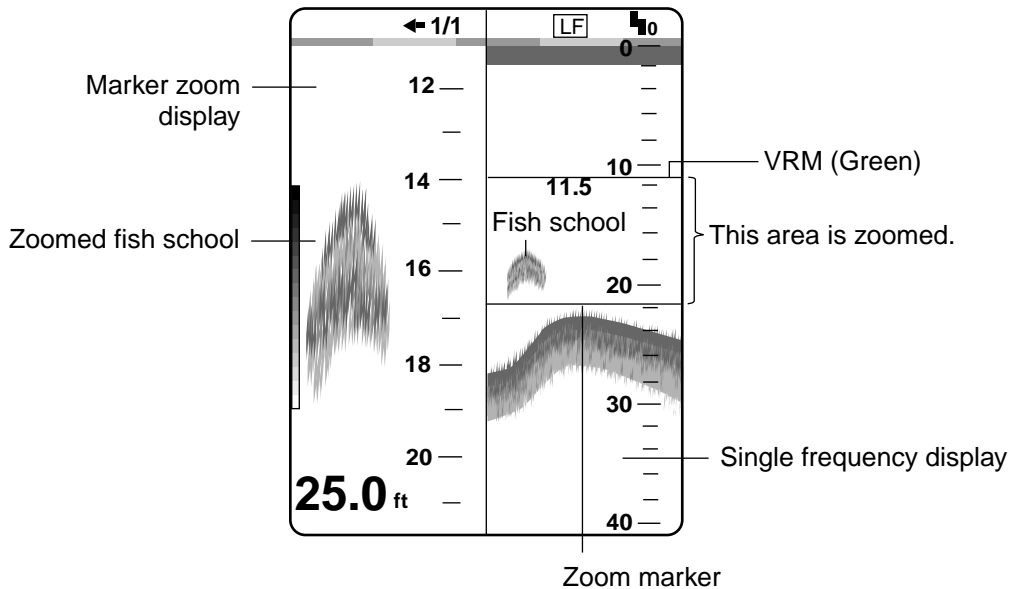 1/1
LF
0
Marker zoom
display
Zoomed fish school
12
14
16
18
20
25.0 ft
0
10
11.5
Fish school
20
30
40
VRM (Green)
This area is zoomed.
Single frequency display
Zoom marker